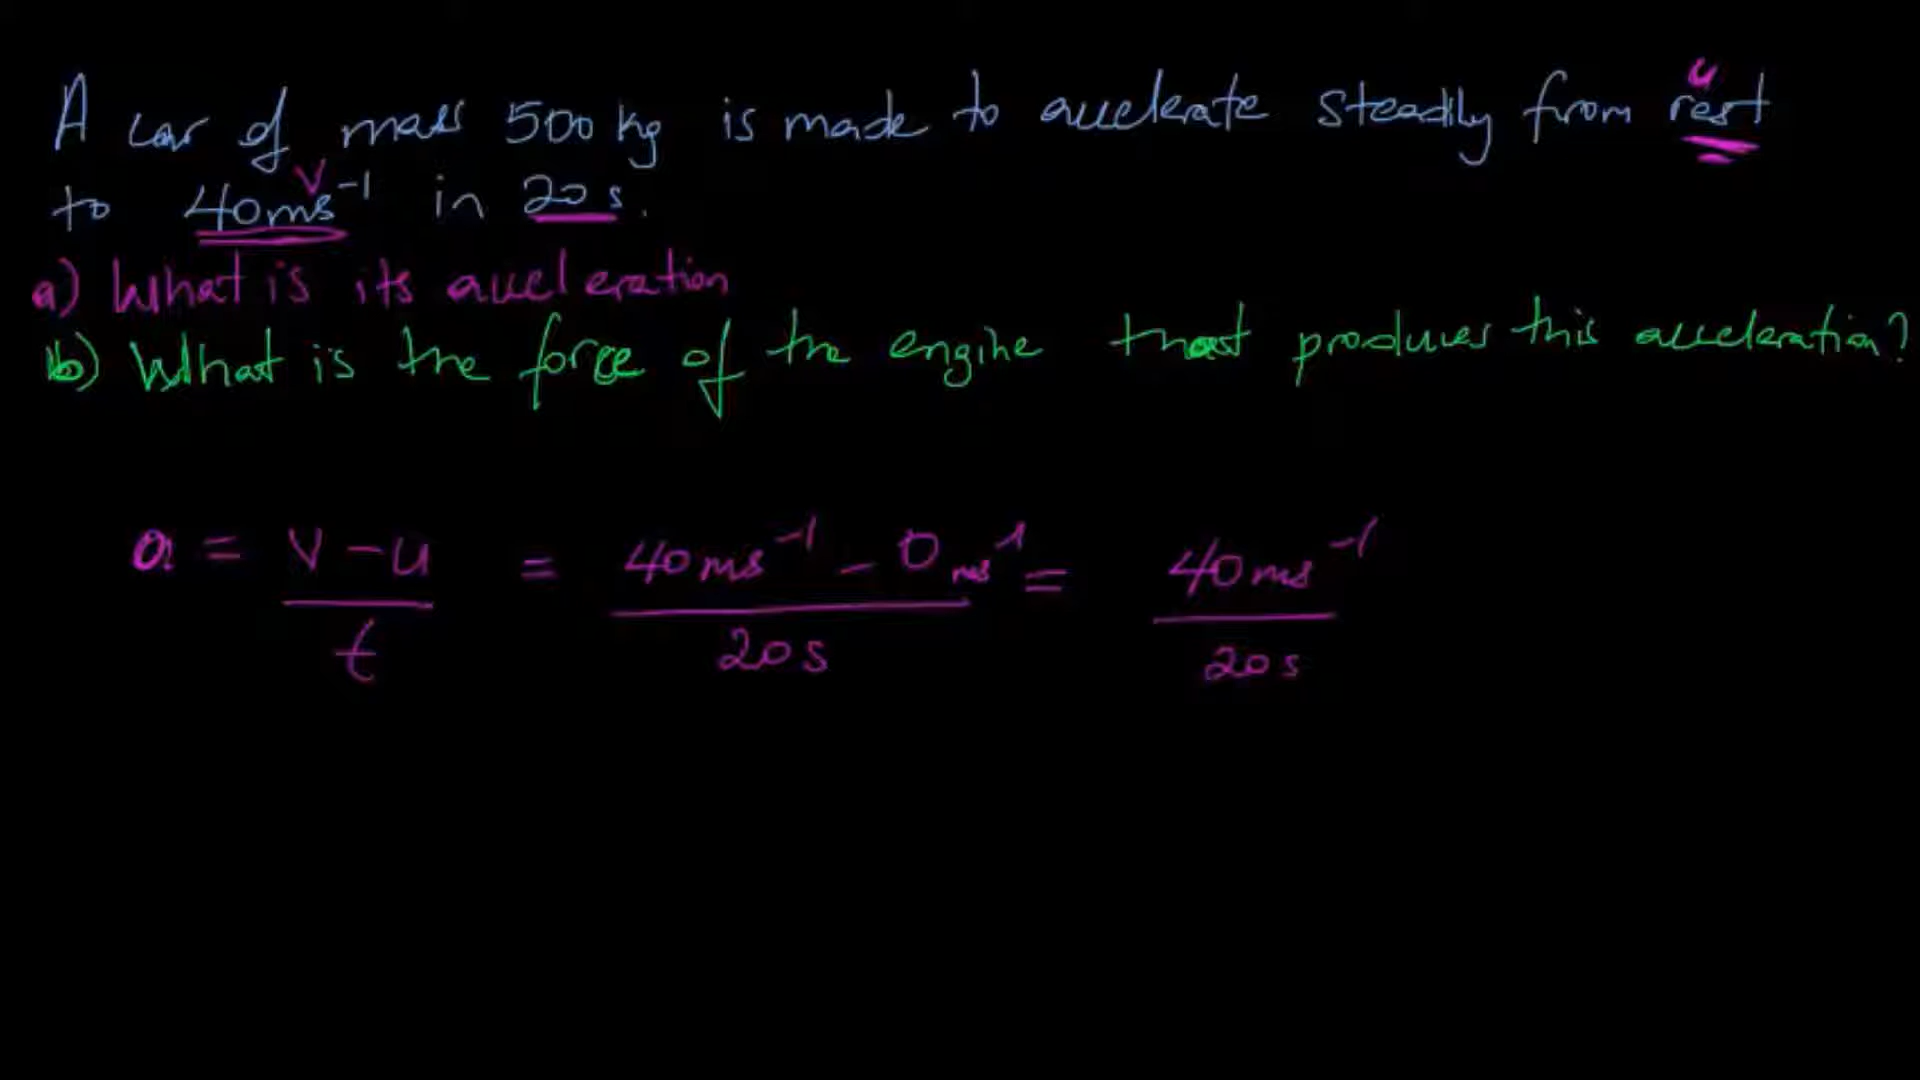 A car of mass 500 kg is made to accelerate steadily from rest
u
to 40ms⁻¹ in 20 s.
v
a) What is its acceleration
b) What is the force of the engine that produces this acceleration?
a = v - u / t = 40ms⁻¹ - 0ms⁻¹ / 20s = 40ms⁻¹ / 20s